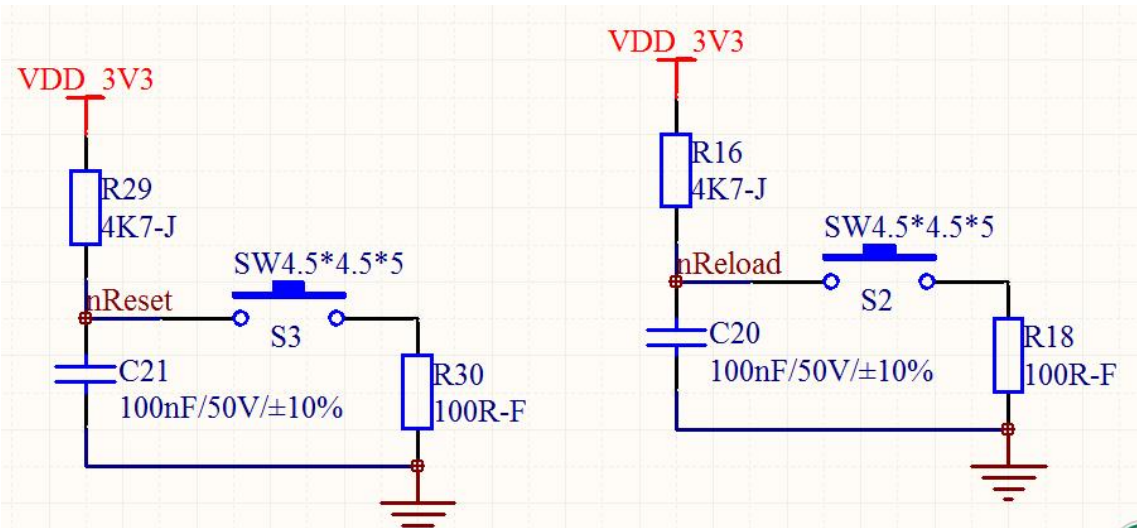 VDD_3V3
R29
4K7-J
SW4.5*4.5*5
nReset
S3
C21
100nF/50V/±10%
R30
100R-F
VDD_3V3
R16
4K7-J
SW4.5*4.5*5
nReload
S2
C20
100nF/50V/±10%
R18
100R-F